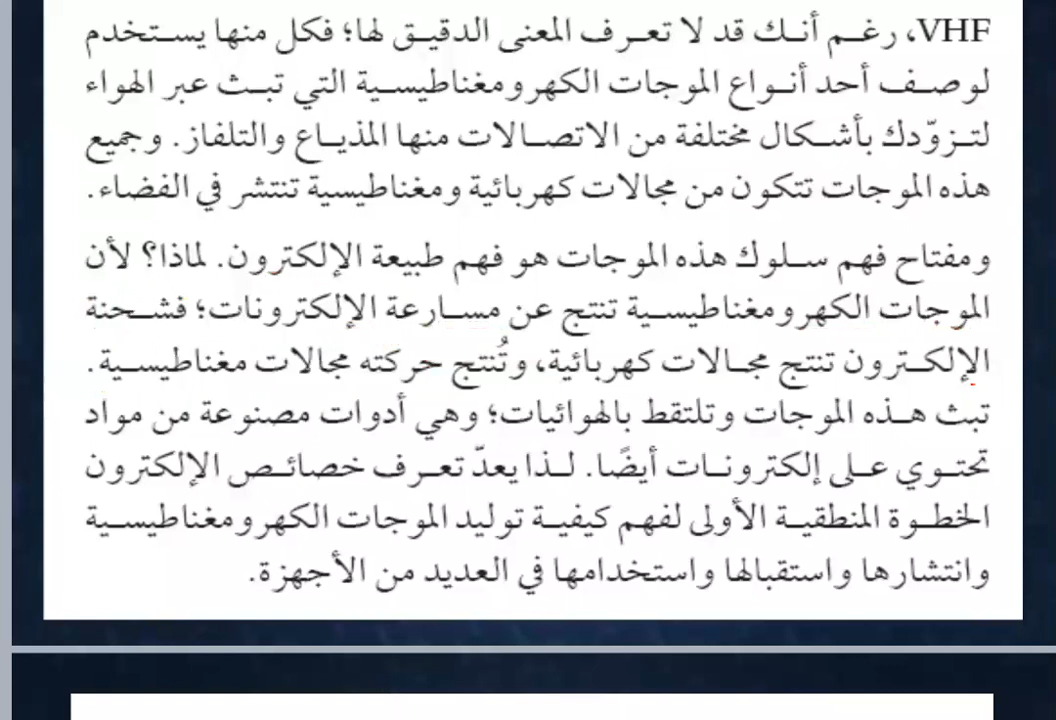 VHF، رغم أنك قد لا تعرف المعنى الدقيق لها؛ فكل منها يستخدم
لوصف أحد أنواع الموجات الكهرومغناطيسية التي تبث عبر الهواء
لتزوّدك بأشكال مختلفة من الاتصالات منها المذياع والتلفاز. وجميع
هذه الموجات تتكون من مجالات كهربائية ومغناطيسية تنتشر في الفضاء.
ومفتاح فهم سلوك هذه الموجات هو فهم طبيعة الإلكترون. لماذا؟ لأن
الموجات الكهرومغناطيسية تنتج عن مسارعة الإلكترونات؛ فشحنة
الإلكترون تنتج مجالات كهربائية، وتُنتج حركته مجالات مغناطيسية.
تبث هذه الموجات وتلتقط بالهوائيات؛ وهي أدوات مصنوعة من مواد
تحتوي على إلكترونات أيضًا. لذا يعدّ تعرف خصائص الإلكترون
الخطوة المنطقية الأولى لفهم كيفية توليد الموجات الكهرومغناطيسية
وانتشارها واستقبالها واستخدامها في العديد من الأجهزة.